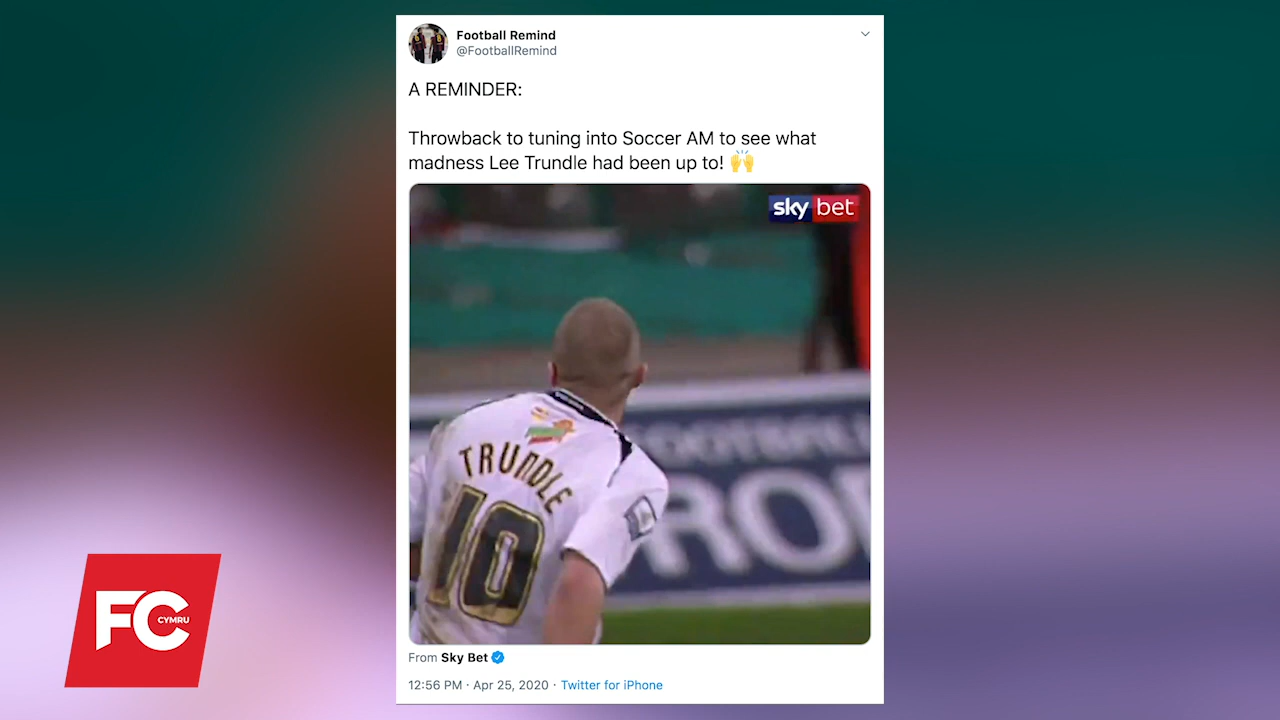 Football Remind
@FootballRemind
A REMINDER:
Throwback to tuning into Soccer AM to see what
madness Lee Trundle had been up to! 🙌
sky bet
TRUNDLE
10
FOOTBALL
From Sky Bet
12:56 PM · Apr 25, 2020 · Twitter for iPhone
FC
CYMRU